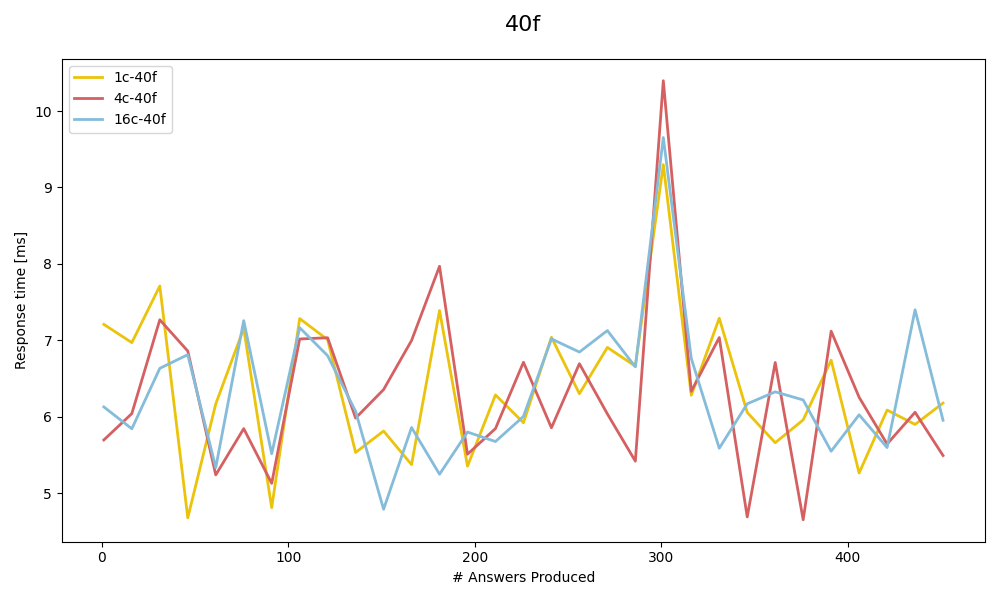 40f
1c-40f
4c-40f
16c-40f
10
9
8
7
6
5
Response time [ms]
0 100 200 300 400
# Answers Produced